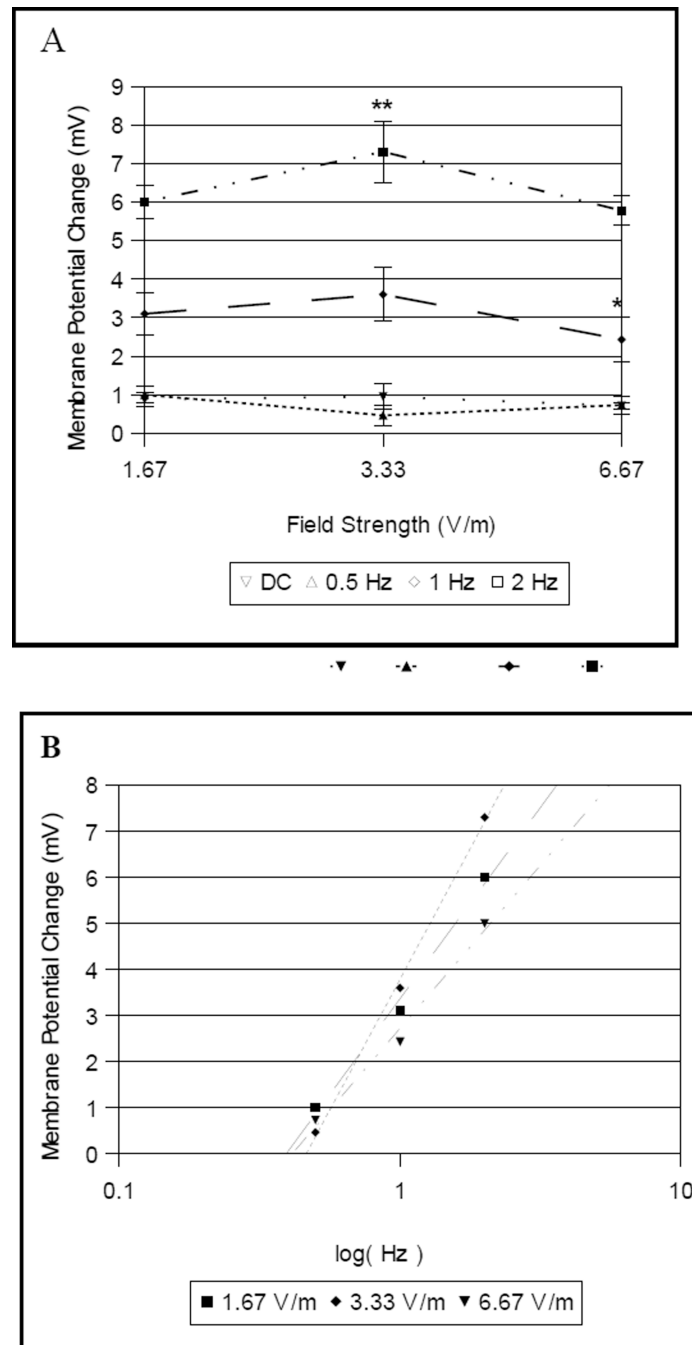 A
Membrane Potential Change (mV)
9
8
7
6
5
4
3
2
1
0
**
*
1.67 3.33 6.67
Field Strength (V/m)
▽ DC △ 0.5 Hz ◇ 1 Hz □ 2 Hz
B
Membrane Potential Change (mV)
8
7
6
5
4
3
2
1
0
0.1 1 10
log( Hz )
■ 1.67 V/m ◆ 3.33 V/m ▼ 6.67 V/m